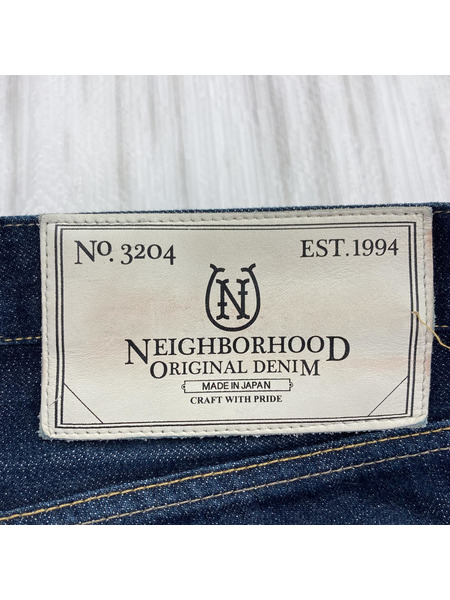 No. 3204
EST. 1994
N
NEIGHBORHOOD
ORIGINAL DENIM
MADE IN JAPAN
CRAFT WITH PRIDE